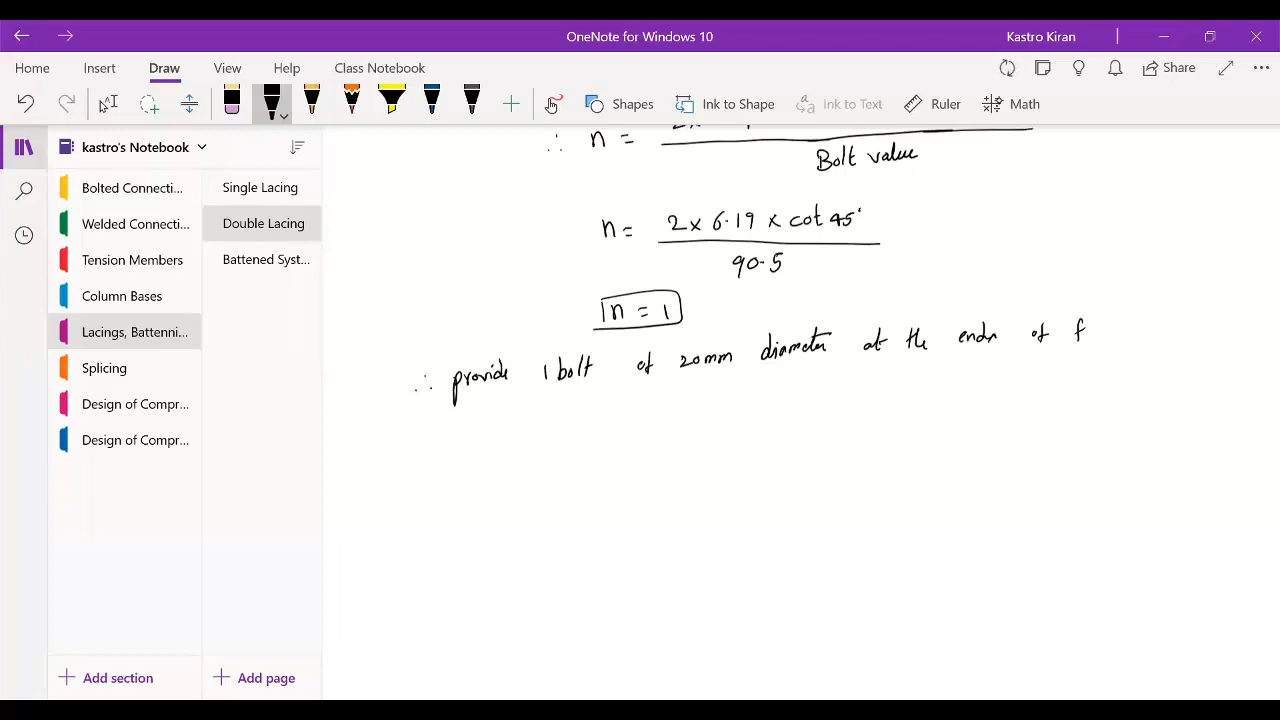 OneNote for Windows 10
Kastro Kiran
Home Insert Draw View Help Class Notebook
Share
Shapes Ink to Shape Ink to Text Ruler Math
kastro's Notebook
Bolted Connecti...
Welded Connecti...
Tension Members
Column Bases
Lacings, Battenni...
Splicing
Design of Compr...
Design of Compr...
Add section
Single Lacing
Double Lacing
Battened Syst...
Add page
∴ n =
Bolt value
n = 2 x 6.19 x cot 45°
90.5
n = 1
∴ provide 1 bolt of 20mm diameter at the ends of f